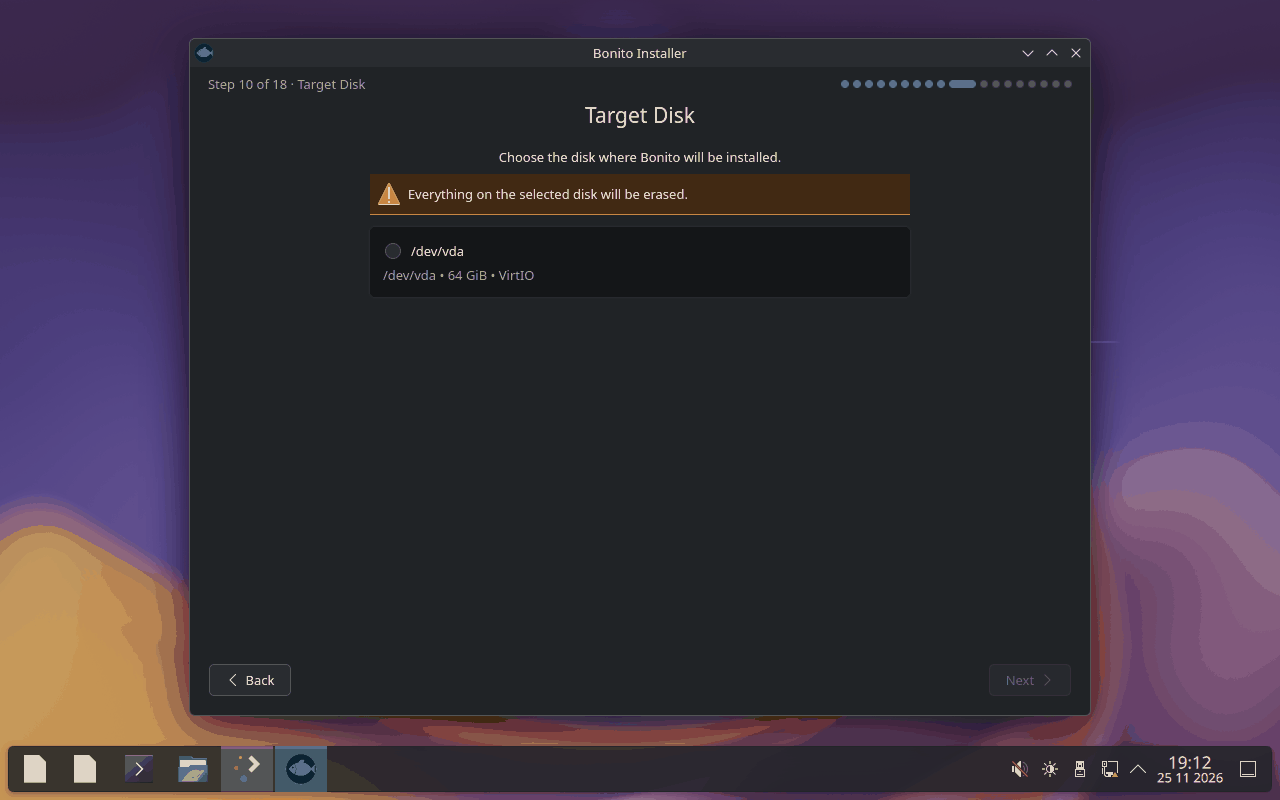 Bonito Installer
Step 10 of 18 · Target Disk
Target Disk
Choose the disk where Bonito will be installed.
Everything on the selected disk will be erased.
/dev/vda
/dev/vda • 64 GiB • VirtIO
Back
Next
19:12
25 11 2026